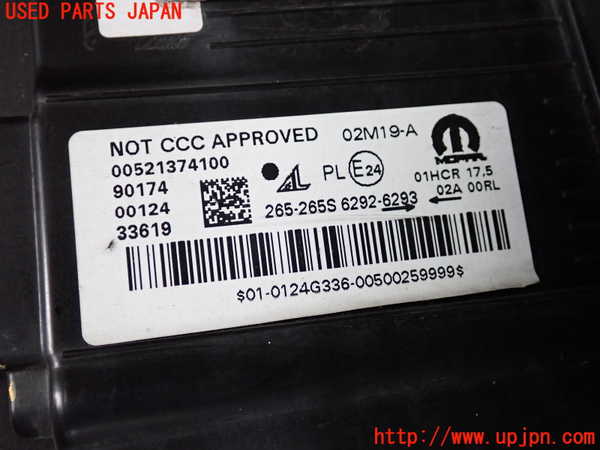 USED PARTS JAPAN
NOT CCC APPROVED 02M19-A
MOPAR
00521374100
90174
00124
33619
AL PL E24
01HCR 17.5
02A 00RL
265-265S 6292-6293
$01-0124G336-00500259999$
http://www.upjpn.com/